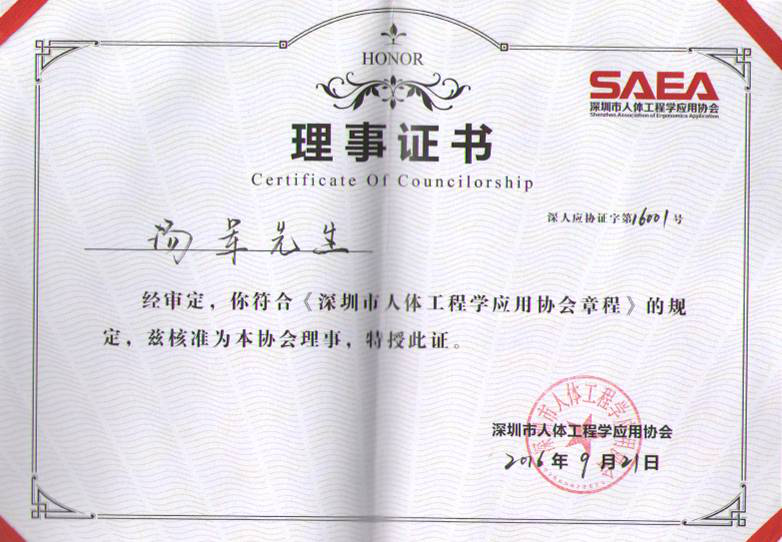 HONOR
SAEA
深圳市人体工程学应用协会
Shenzhen Association of Ergonomics Application
理事证书
Certificate Of Councilorship
深人应协证字第16001号
汤军先生
经审定，你符合《深圳市人体工程学应用协会章程》的规
定，兹核准为本协会理事，特授此证。
深圳市人体工程学应用协会
深圳市人体工程学应用协会
2016年9月21日